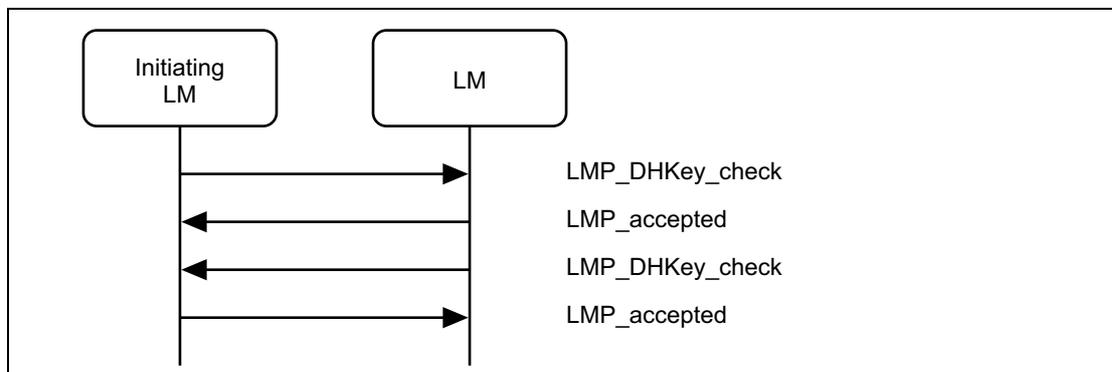 Initiating
LM
LM
LMP_DHKey_check
LMP_accepted
LMP_DHKey_check
LMP_accepted